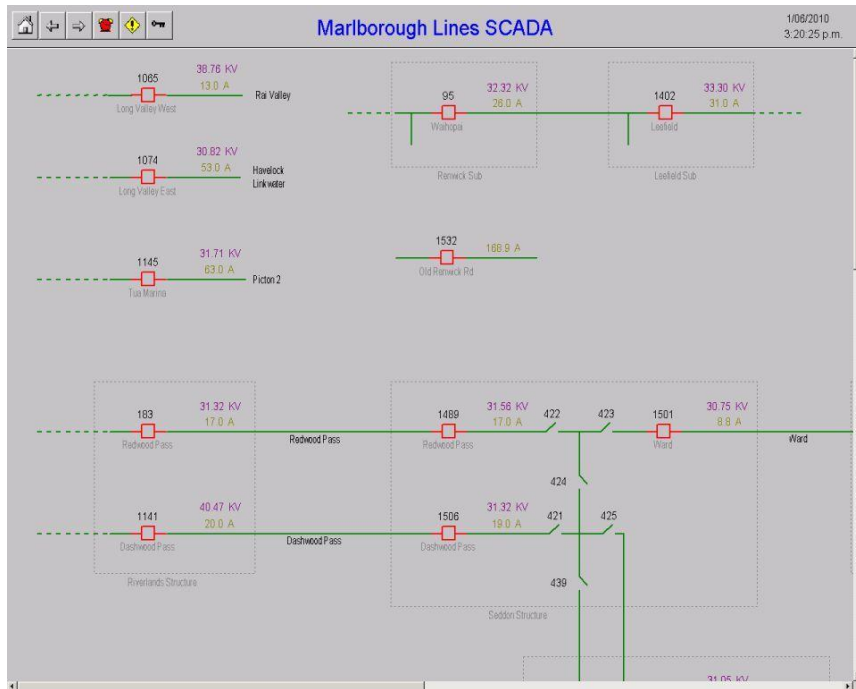 Marlborough Lines SCADA
1/06/2010
3:20:25 p.m.
1065
38.76 KV
13.0 A
Rai Valley
Long Valley West
95
32.32 KV
26.0 A
Waihopai
Renwick Sub
1402
33.30 KV
31.0 A
Leefield
Leefield Sub
1074
30.82 KV
53.0 A
Havelock
Linkwater
Long Valley East
1145
31.71 KV
63.0 A
Picton 2
Tua Marina
1532
168.9 A
Old Renwick Rd
183
31.32 KV
17.0 A
Redwood Pass
Redwood Pass
1489
31.56 KV
17.0 A
Redwood Pass
422
423
1501
30.75 KV
8.8 A
Ward
Ward
424
1141
40.47 KV
20.0 A
Dashwood Pass
Dashwood Pass
Riverlands Structure
1506
31.32 KV
19.0 A
Dashwood Pass
421
425
439
Seddon Structure
31.05 KV